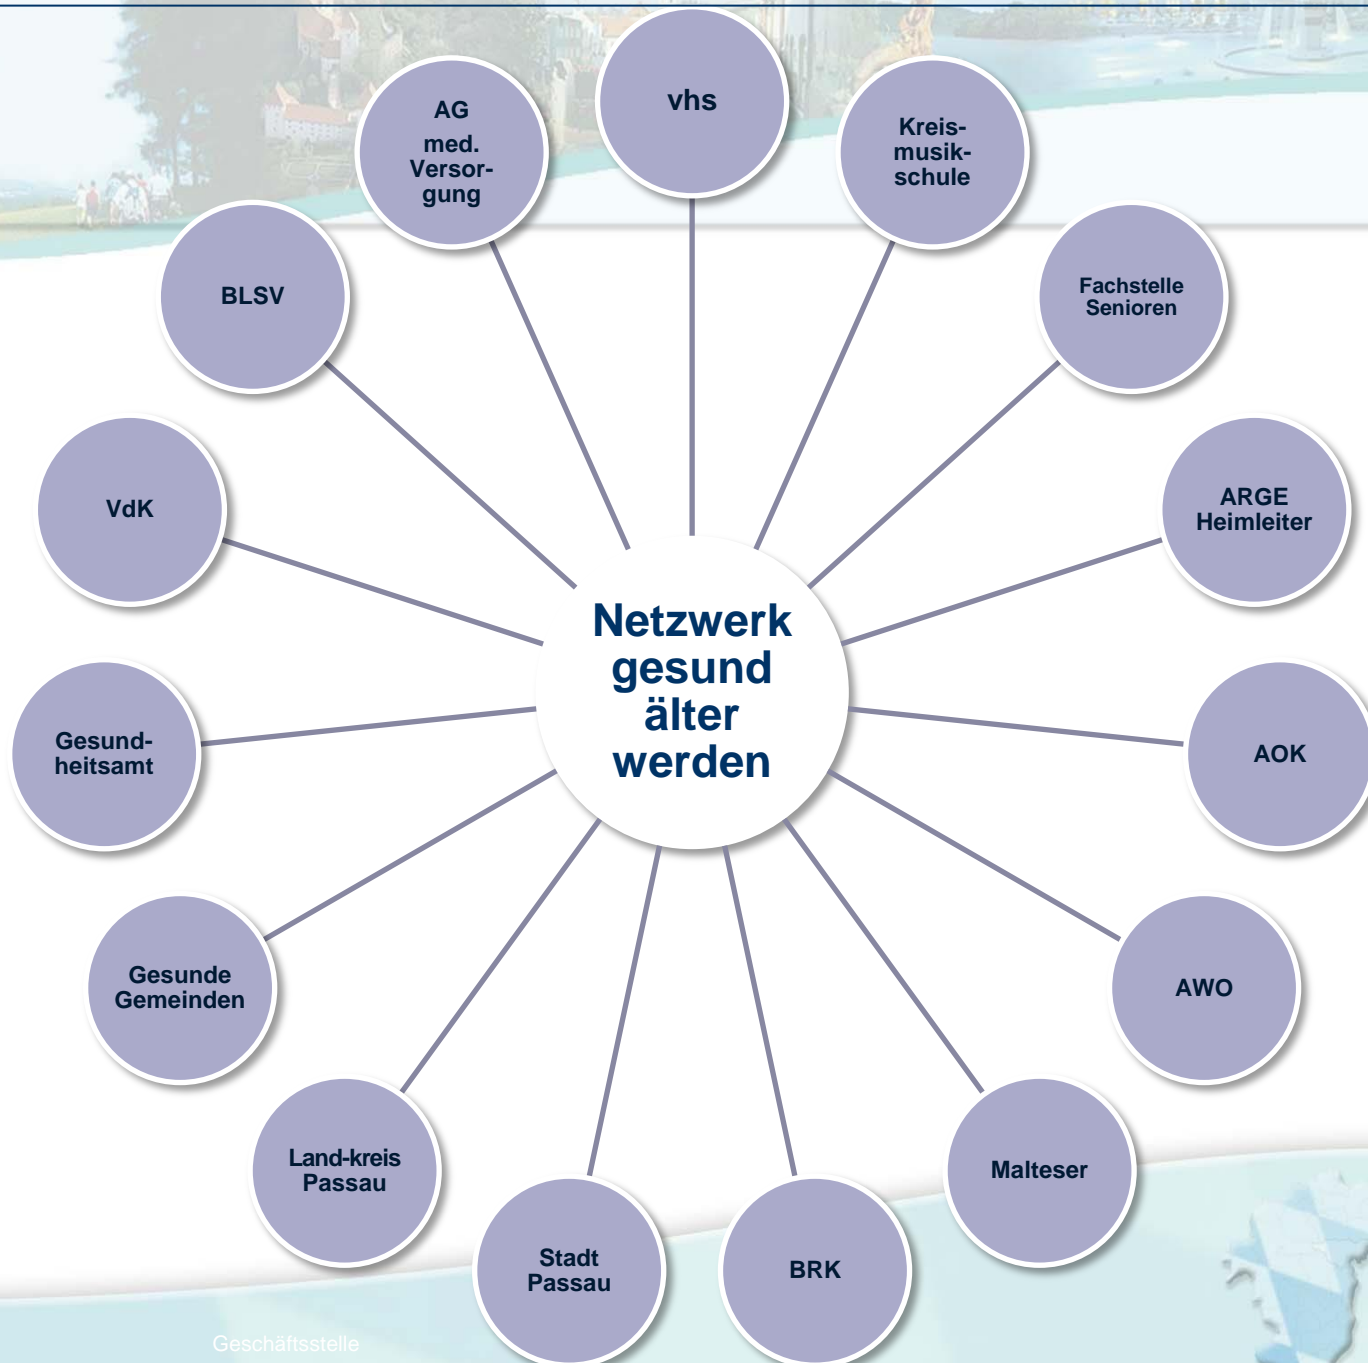 vhs
Kreis-
musik-
schule
Fachstelle
Senioren
ARGE
Heimleiter
AOK
AWO
Malteser
BRK
Stadt
Passau
Land-kreis
Passau
Gesunde
Gemeinden
Gesund-
heitsamt
VdK
BLSV
AG
med.
Versor-
gung
Netzwerk
gesund
älter
werden
Geschäftsstelle